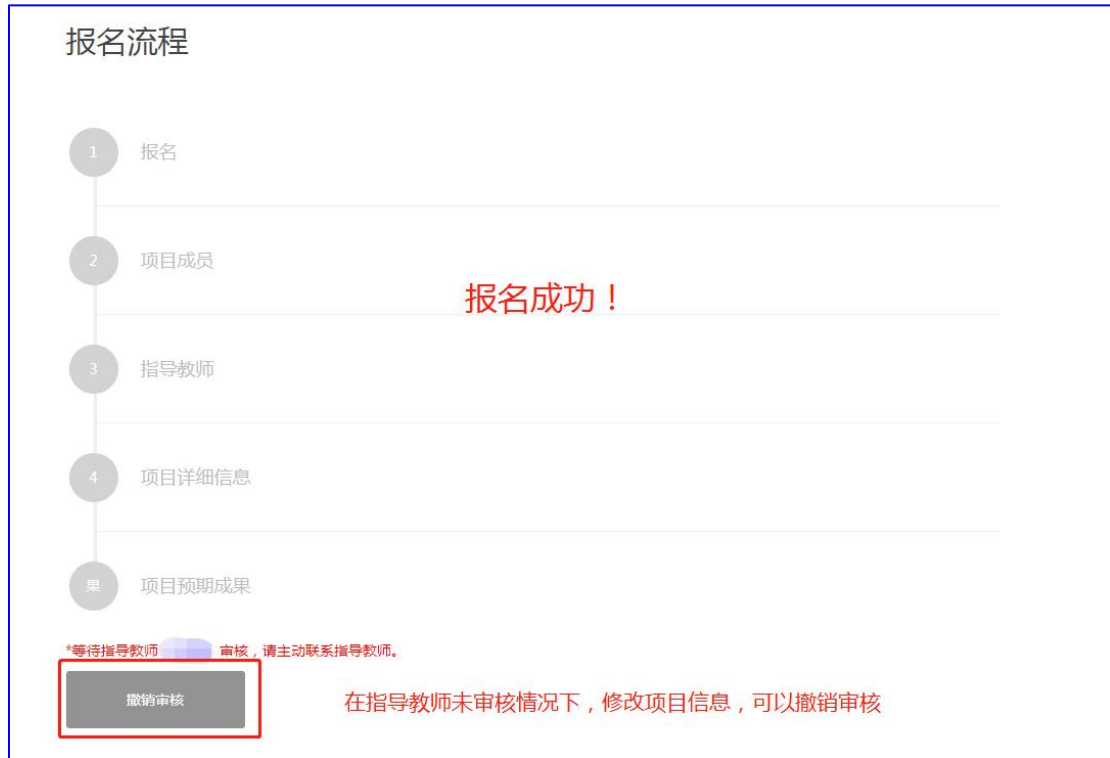 报名流程
1 报名
2 项目成员
报名成功！
3 指导教师
4 项目详细信息
果 项目预期成果
*等待指导教师 审核，请主动联系指导教师。
撤销审核
在指导教师未审核情况下，修改项目信息，可以撤销审核